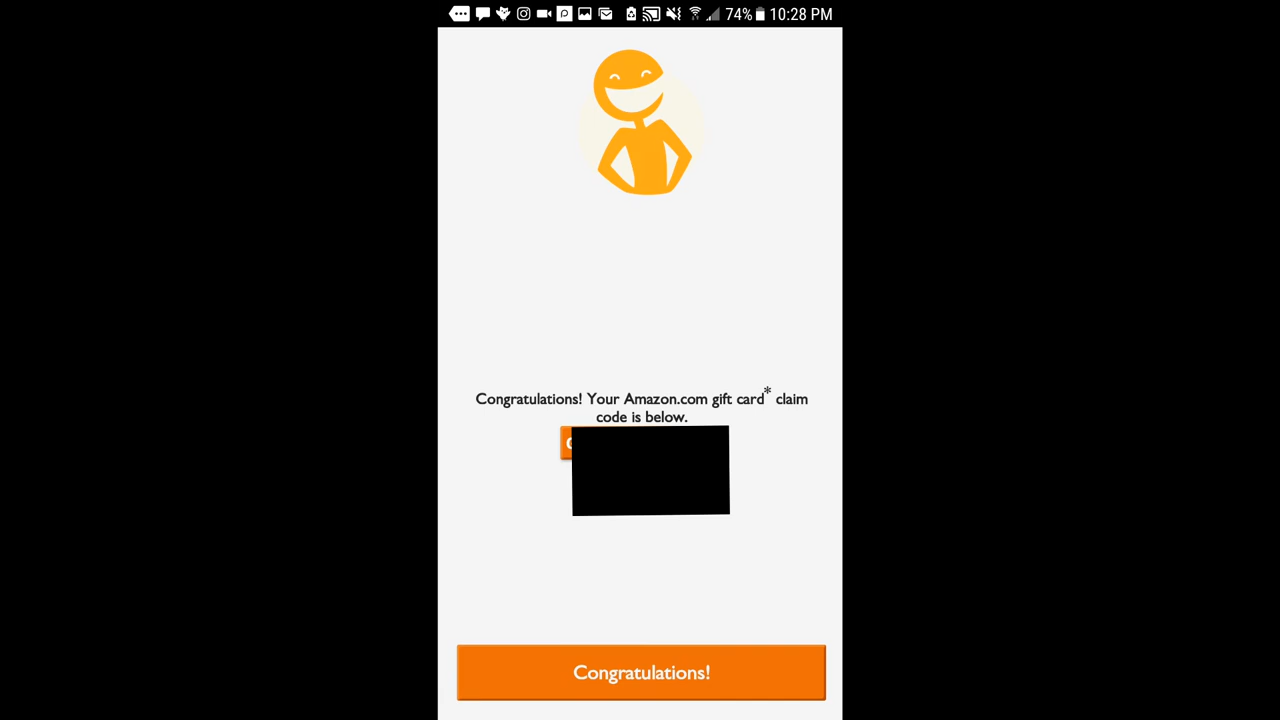 74% 10:28 PM
Congratulations! Your Amazon.com gift card* claim
code is below.
Congratulations!